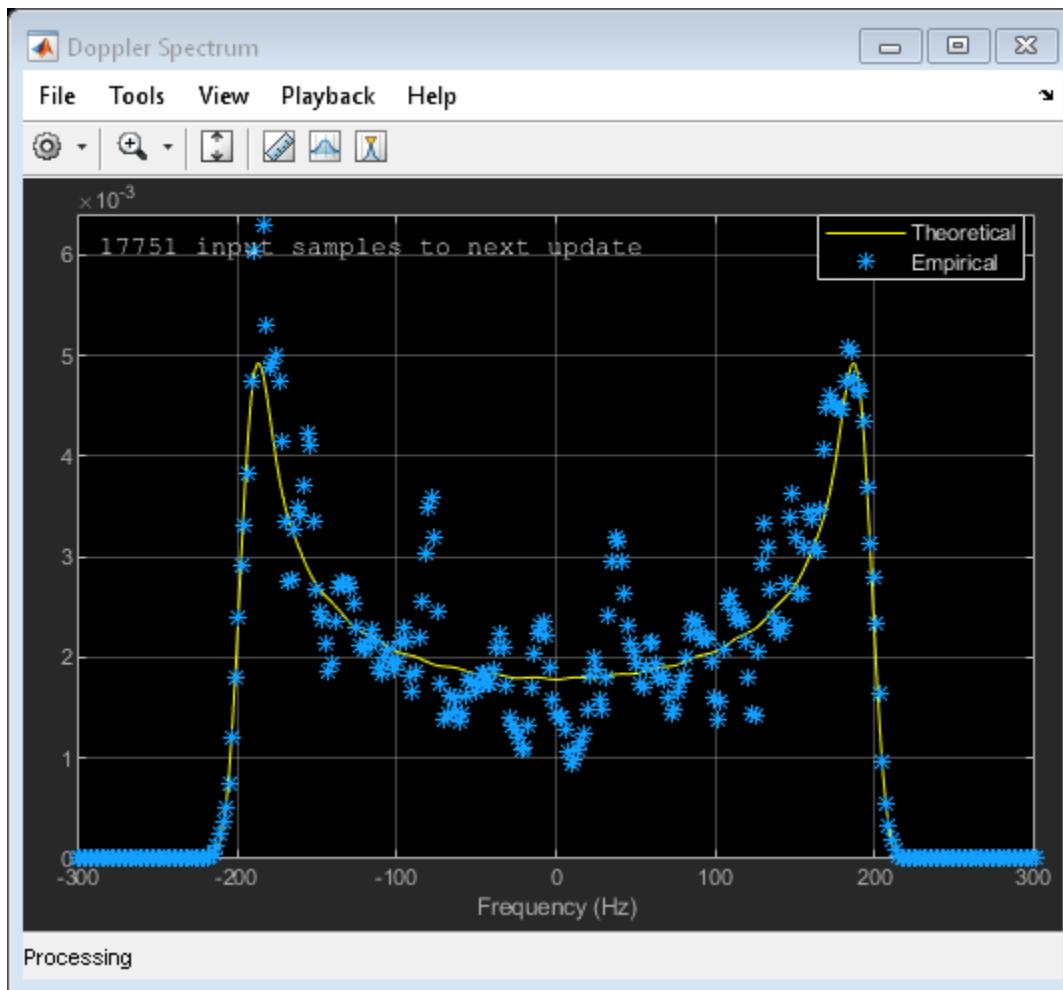 Doppler Spectrum
File Tools View Playback Help
×10-3
17751 input samples to next update
Theoretical
Empirical
6
5
4
3
2
1
0
-300 -200 -100 0 100 200 300
Frequency (Hz)
Processing